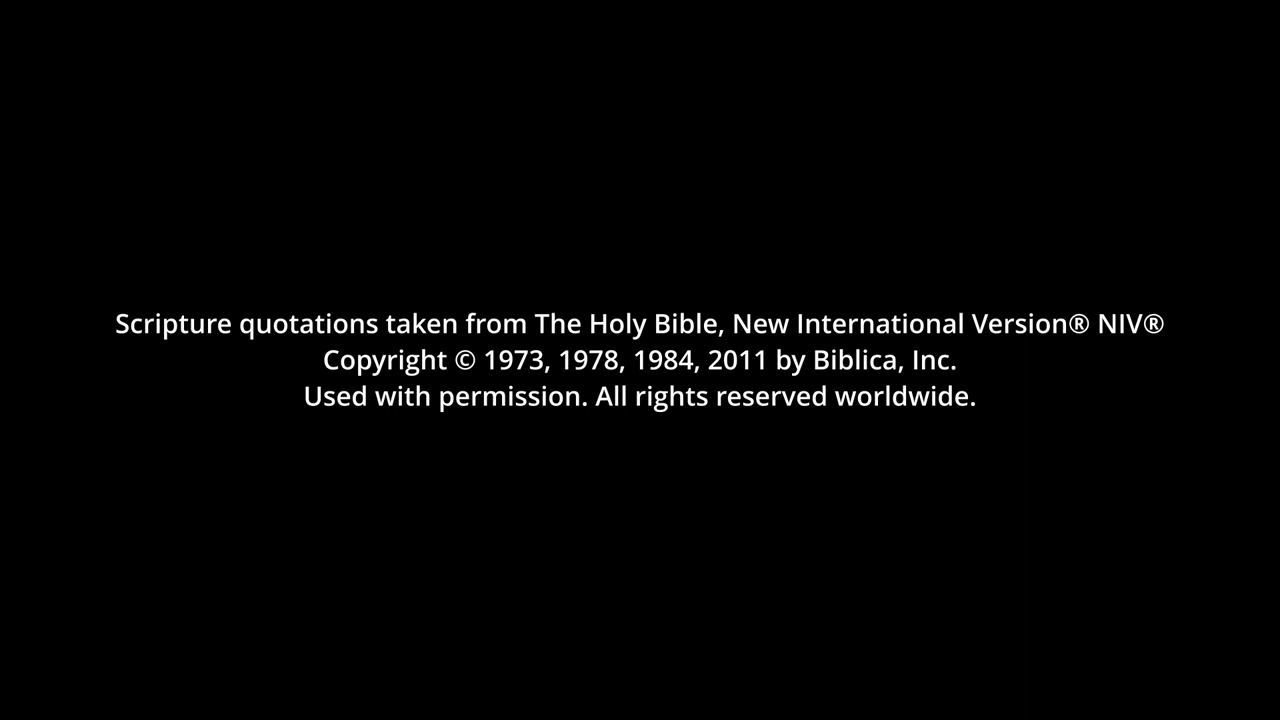 Scripture quotations taken from The Holy Bible, New International Version® NIV®
Copyright © 1973, 1978, 1984, 2011 by Biblica, Inc.
Used with permission. All rights reserved worldwide.